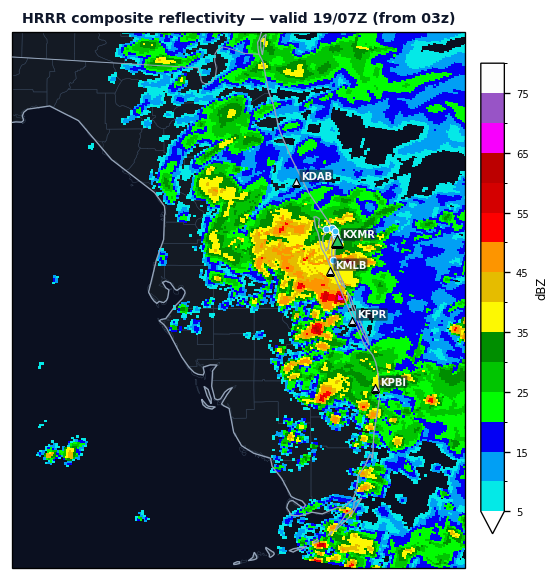 HRRR composite reflectivity — valid 19/07Z (from 03z)
KDAB
KXMR
KMLB
KFPR
KPBI
75
65
55
45
35
25
15
5
dBZ